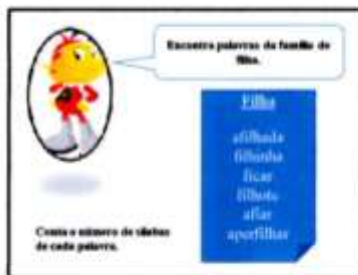 Encontra palavras da família de
filha.
Filha
afilhada
filhinha
ficar
filhote
afiar
aperfilhar
Conta o número de sílabas
de cada palavra.